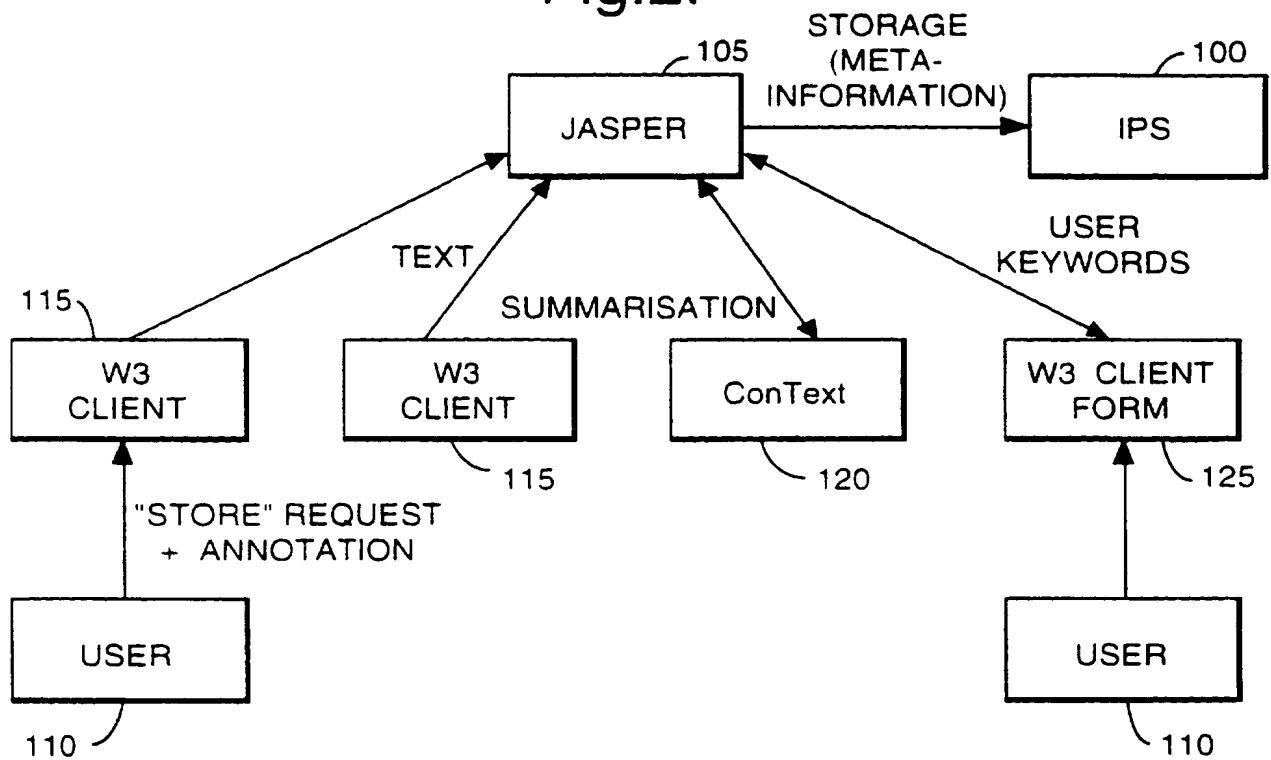 STORAGE
(META-
INFORMATION)
105
100
JASPER
IPS
TEXT
USER
KEYWORDS
SUMMARISATION
115
W3
CLIENT
W3
CLIENT
ConText
W3 CLIENT
FORM
115
120
125
"STORE" REQUEST
+ ANNOTATION
USER
USER
110
110